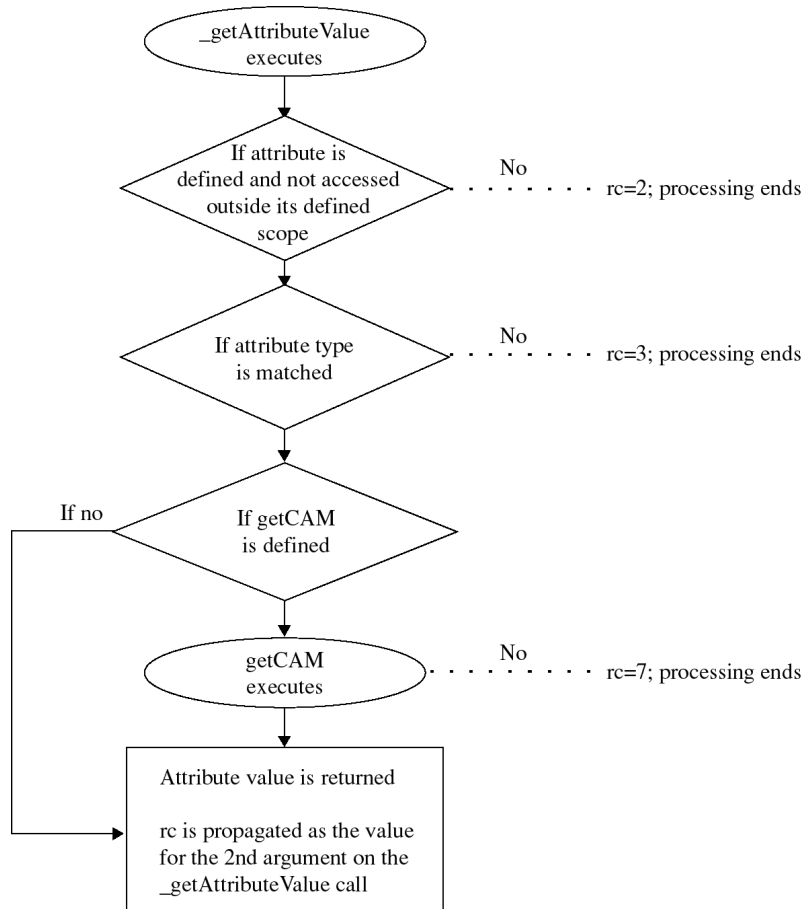 _getAttributeValue
executes
If attribute is
defined and not accessed
outside its defined
scope
No
rc=2; processing ends
If attribute type
is matched
No
rc=3; processing ends
If no
If getCAM
is defined
getCAM
executes
No
rc=7; processing ends
Attribute value is returned
rc is propagated as the value
for the 2nd argument on the
_getAttributeValue call